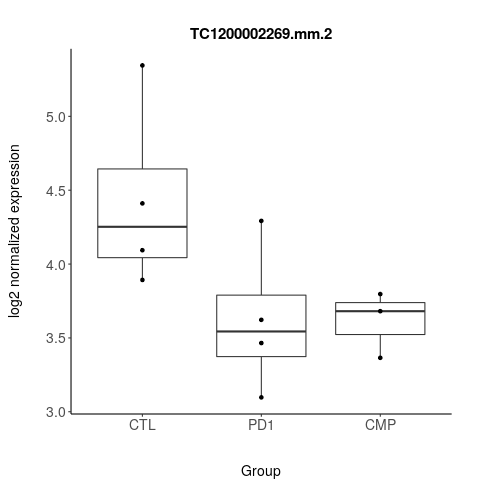 TC1200002269.mm.2
log2 normalized expression
5.0
4.5
4.0
3.5
3.0
CTL PD1 CMP
Group